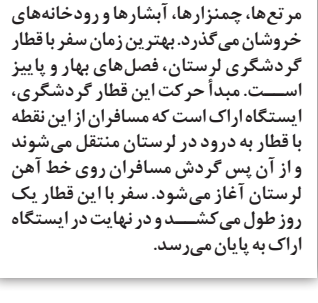 مرتع‌ها، چمنزارها، آبشارها و رودخانه‌های
خروشان می‌گذرد. بهترین زمان سفر با قطار
گردشگری لرستان، فصل‌های بهار و پاییز
اســـت. مبدأ حرکت این قطار گردشگری،
ایستگاه اراک است که مسافران از این نقطه
با قطار به درود در لرستان منتقل می‌شوند
و از آن پس گردش مسافران روی خط آهن
لرستان آغاز می‌شود. سفر با این قطار یک
روز طول می‌کشـــد و در نهایت در ایستگاه
اراک به پایان می‌رسد.